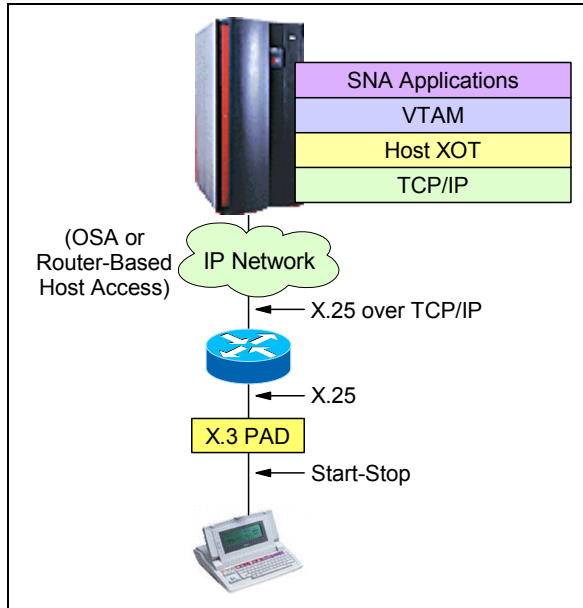 SNA Applications
VTAM
Host XOT
TCP/IP
(OSA or
Router-Based
Host Access)
IP Network
X.25 over TCP/IP
X.25
X.3 PAD
Start-Stop